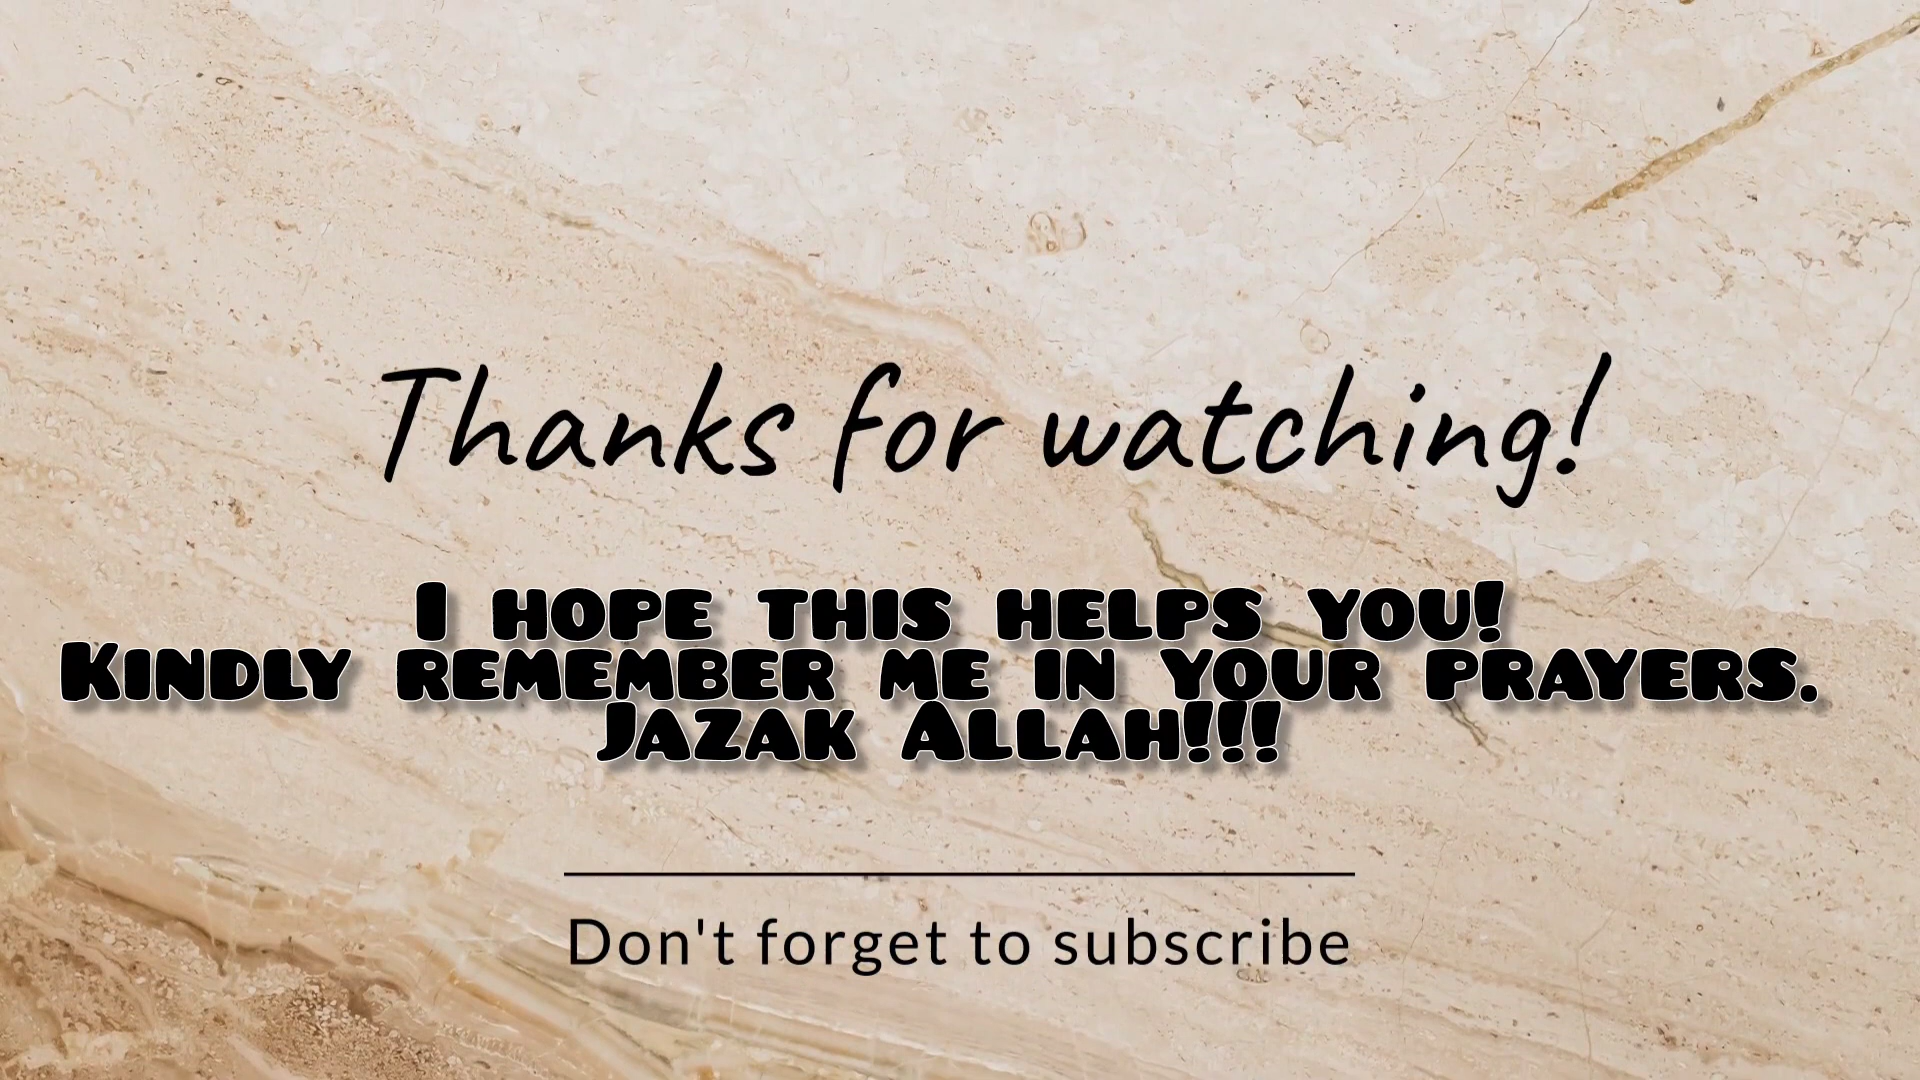 Thanks for watching!
I HOPE THIS HELPS YOU!
KINDLY REMEMBER ME IN YOUR PRAYERS.
JAZAK ALLAH!!!
Don't forget to subscribe